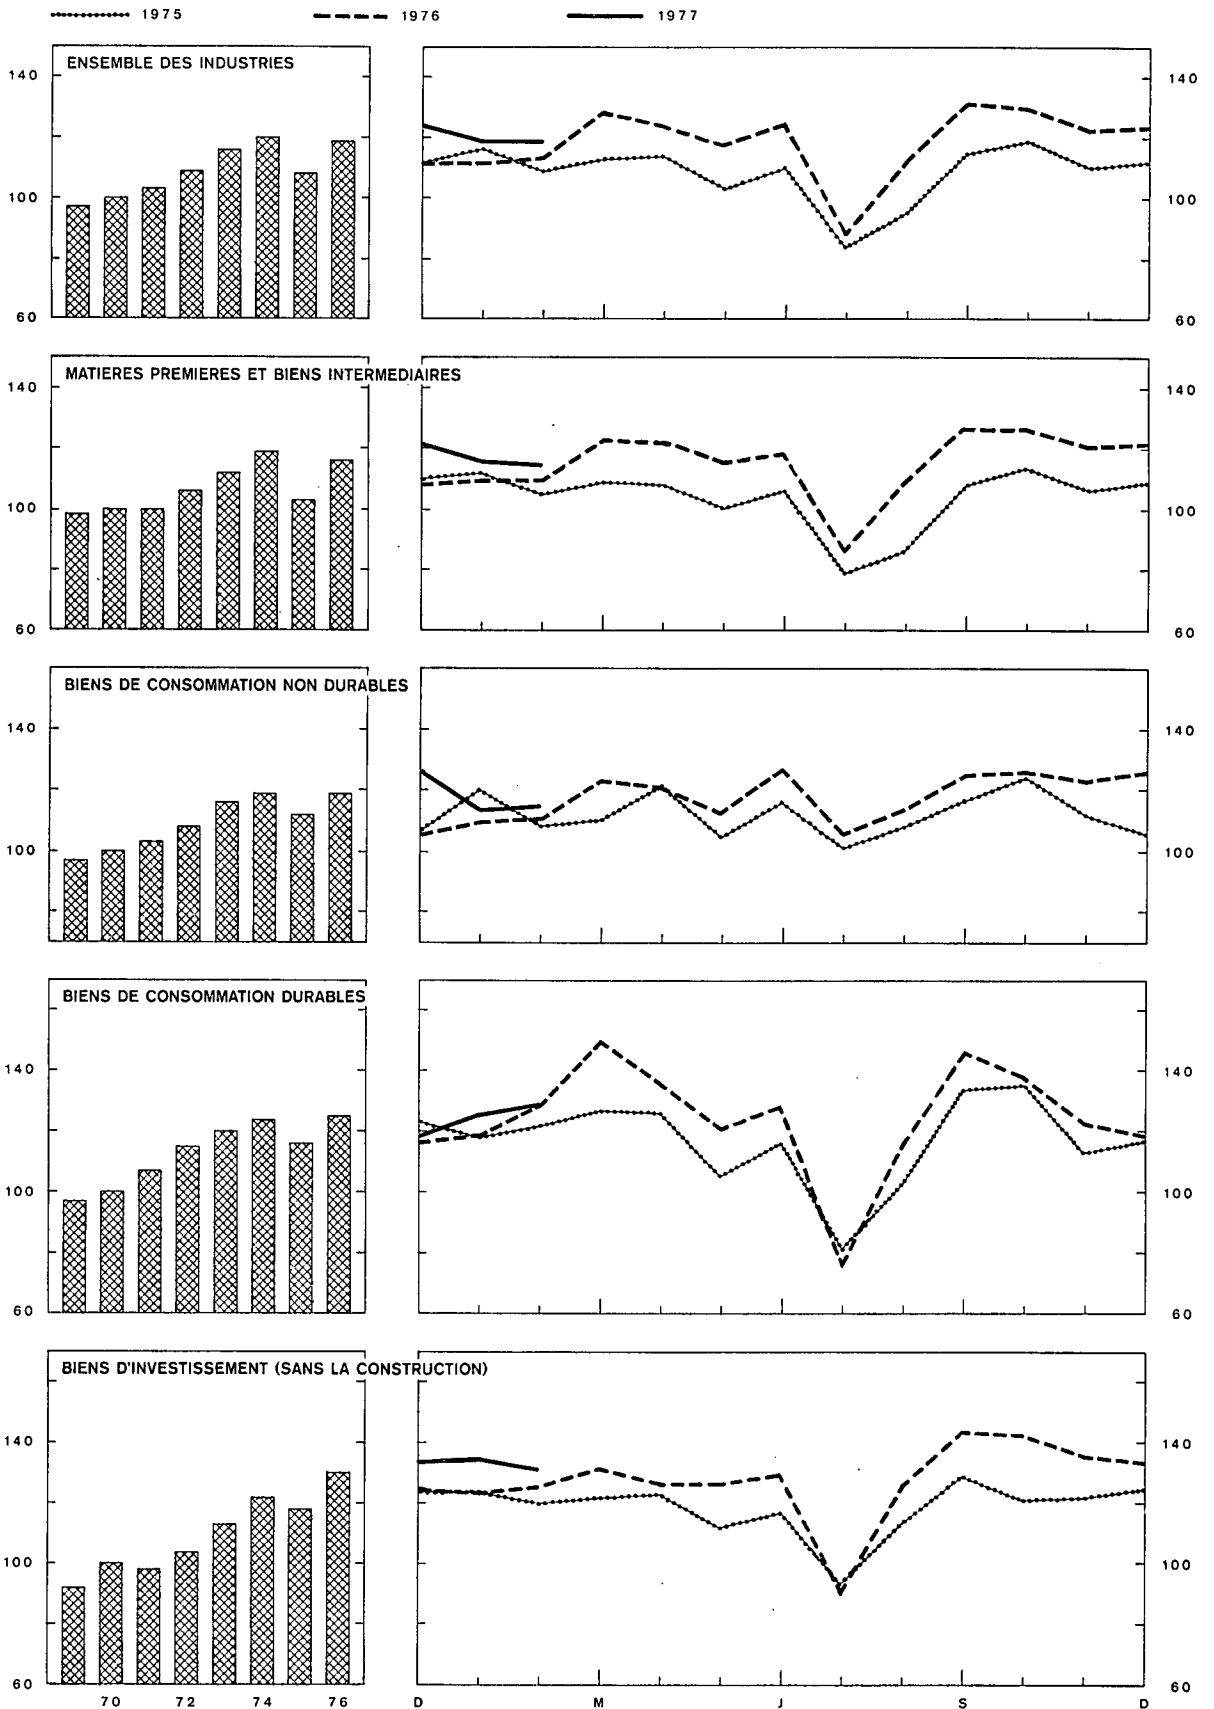 1975 1976 1977
ENSEMBLE DES INDUSTRIES
140 140
100 100
60 60
MATIERES PREMIERES ET BIENS INTERMEDIAIRES
140 140
100 100
60 60
BIENS DE CONSOMMATION NON DURABLES
140 140
100 100
BIENS DE CONSOMMATION DURABLES
140 140
100 100
60 60
BIENS D'INVESTISSEMENT (SANS LA CONSTRUCTION)
140 140
100 100
60 60
70 72 74 76 D M J S D